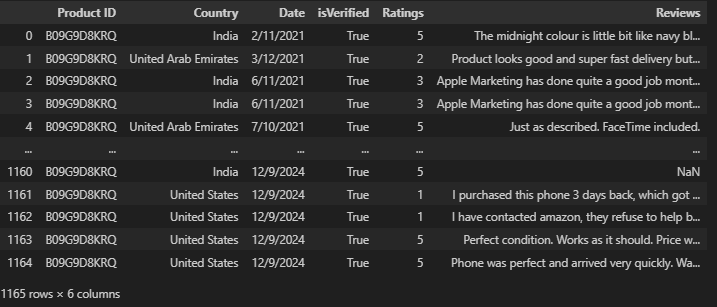 Product ID Country Date isVerified Ratings Reviews
0 B09G9D8KRQ India 2/11/2021 True 5 The midnight colour is little bit like navy bl...
1 B09G9D8KRQ United Arab Emirates 3/12/2021 True 2 Product looks good and super fast delivery but...
2 B09G9D8KRQ India 6/11/2021 True 3 Apple Marketing has done quite a good job mont...
3 B09G9D8KRQ India 6/11/2021 True 3 Apple Marketing has done quite a good job mont...
4 B09G9D8KRQ United Arab Emirates 7/10/2021 True 5 Just as described. FaceTime included.
... ... ... ... ... ... ...
1160 B09G9D8KRQ India 12/9/2024 True 5 NaN
1161 B09G9D8KRQ United States 12/9/2024 True 1 I purchased this phone 3 days back, which got ...
1162 B09G9D8KRQ United States 12/9/2024 True 1 I have contacted amazon, they refuse to help b...
1163 B09G9D8KRQ United States 12/9/2024 True 5 Perfect condition. Works as it should. Price w...
1164 B09G9D8KRQ United States 12/9/2024 True 5 Phone was perfect and arrived very quickly. Wa...
1165 rows × 6 columns